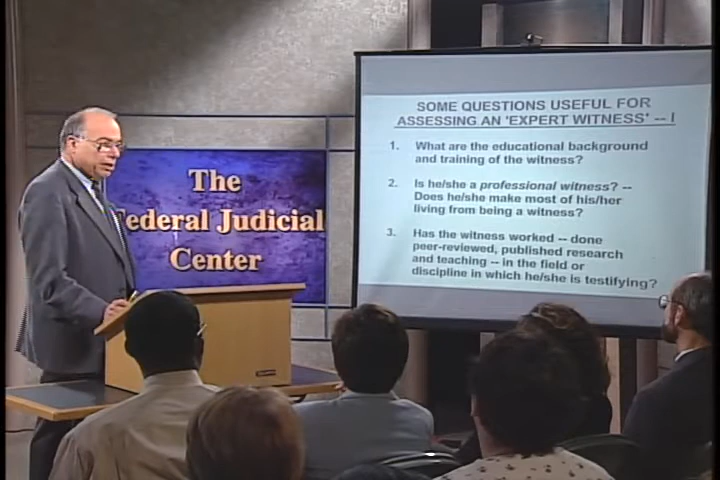 The
Federal Judicial
Center
SOME QUESTIONS USEFUL FOR
ASSESSING AN 'EXPERT WITNESS' -- I
1. What are the educational background
and training of the witness?
2. Is he/she a professional witness? --
Does he/she make most of his/her
living from being a witness?
3. Has the witness worked -- done
peer-reviewed, published research
and teaching -- in the field or
discipline in which he/she is testifying?